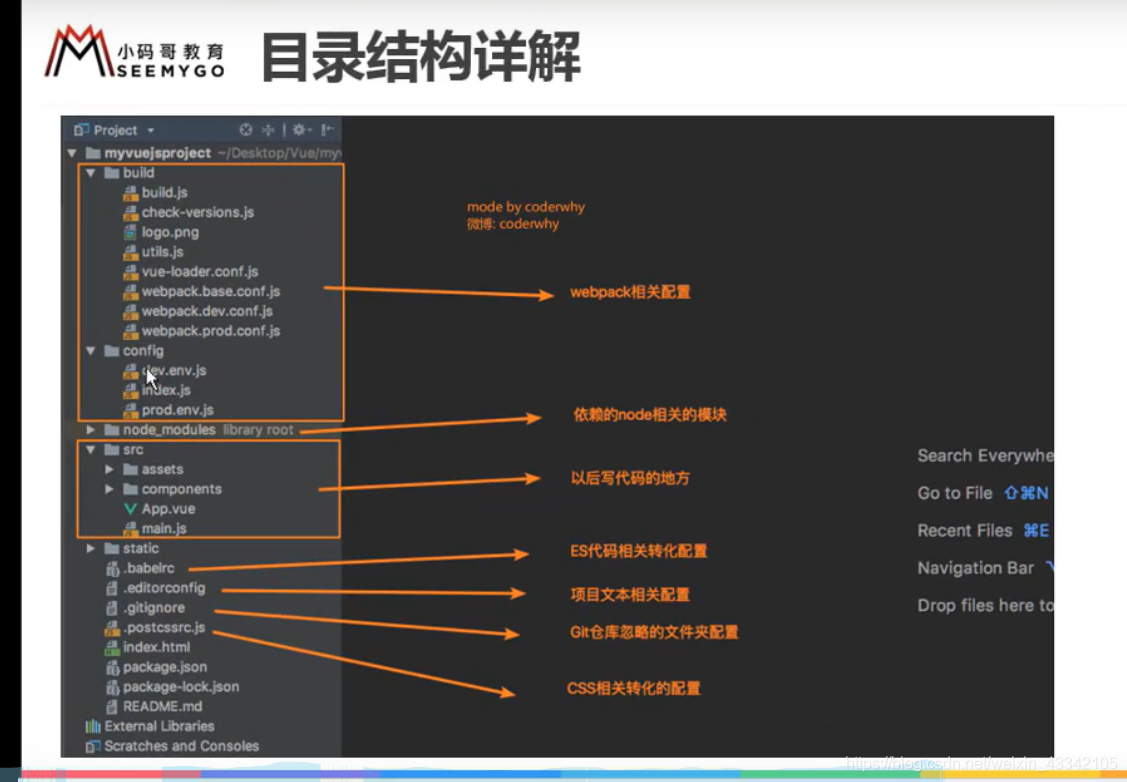 小码哥教育
SEEMYGO
目录结构详解
Project
myvuejsproject ~/Desktop/Vue/my
build
build.js
check-versions.js
logo.png
utils.js
vue-loader.conf.js
webpack.base.conf.js
webpack.dev.conf.js
webpack.prod.conf.js
config
dev.env.js
index.js
prod.env.js
node_modules library root
src
assets
components
App.vue
main.js
static
.babelrc
.editorconfig
.gitignore
.postcssrc.js
index.html
package.json
package-lock.json
README.md
External Libraries
Scratches and Consoles
mode by coderwhy
微博: coderwhy
webpack相关配置
依赖的node相关的模块
以后写代码的地方
ES代码相关转化配置
项目文本相关配置
Git仓库忽略的文件夹配置
CSS相关转化的配置
Search Everywhe
Go to File ⇧⌘N
Recent Files ⌘E
Navigation Bar
Drop files here to
https://blog.csdn.net/weixin_43342105